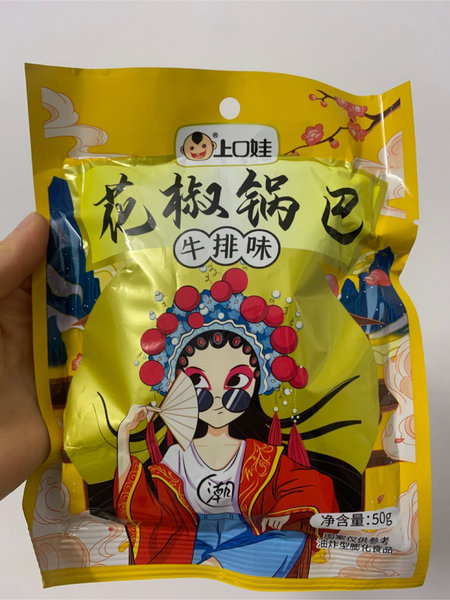 ®上口娃
花椒锅巴
牛排味
潮
净含量:50g
图案仅供参考
油炸型膨化食品